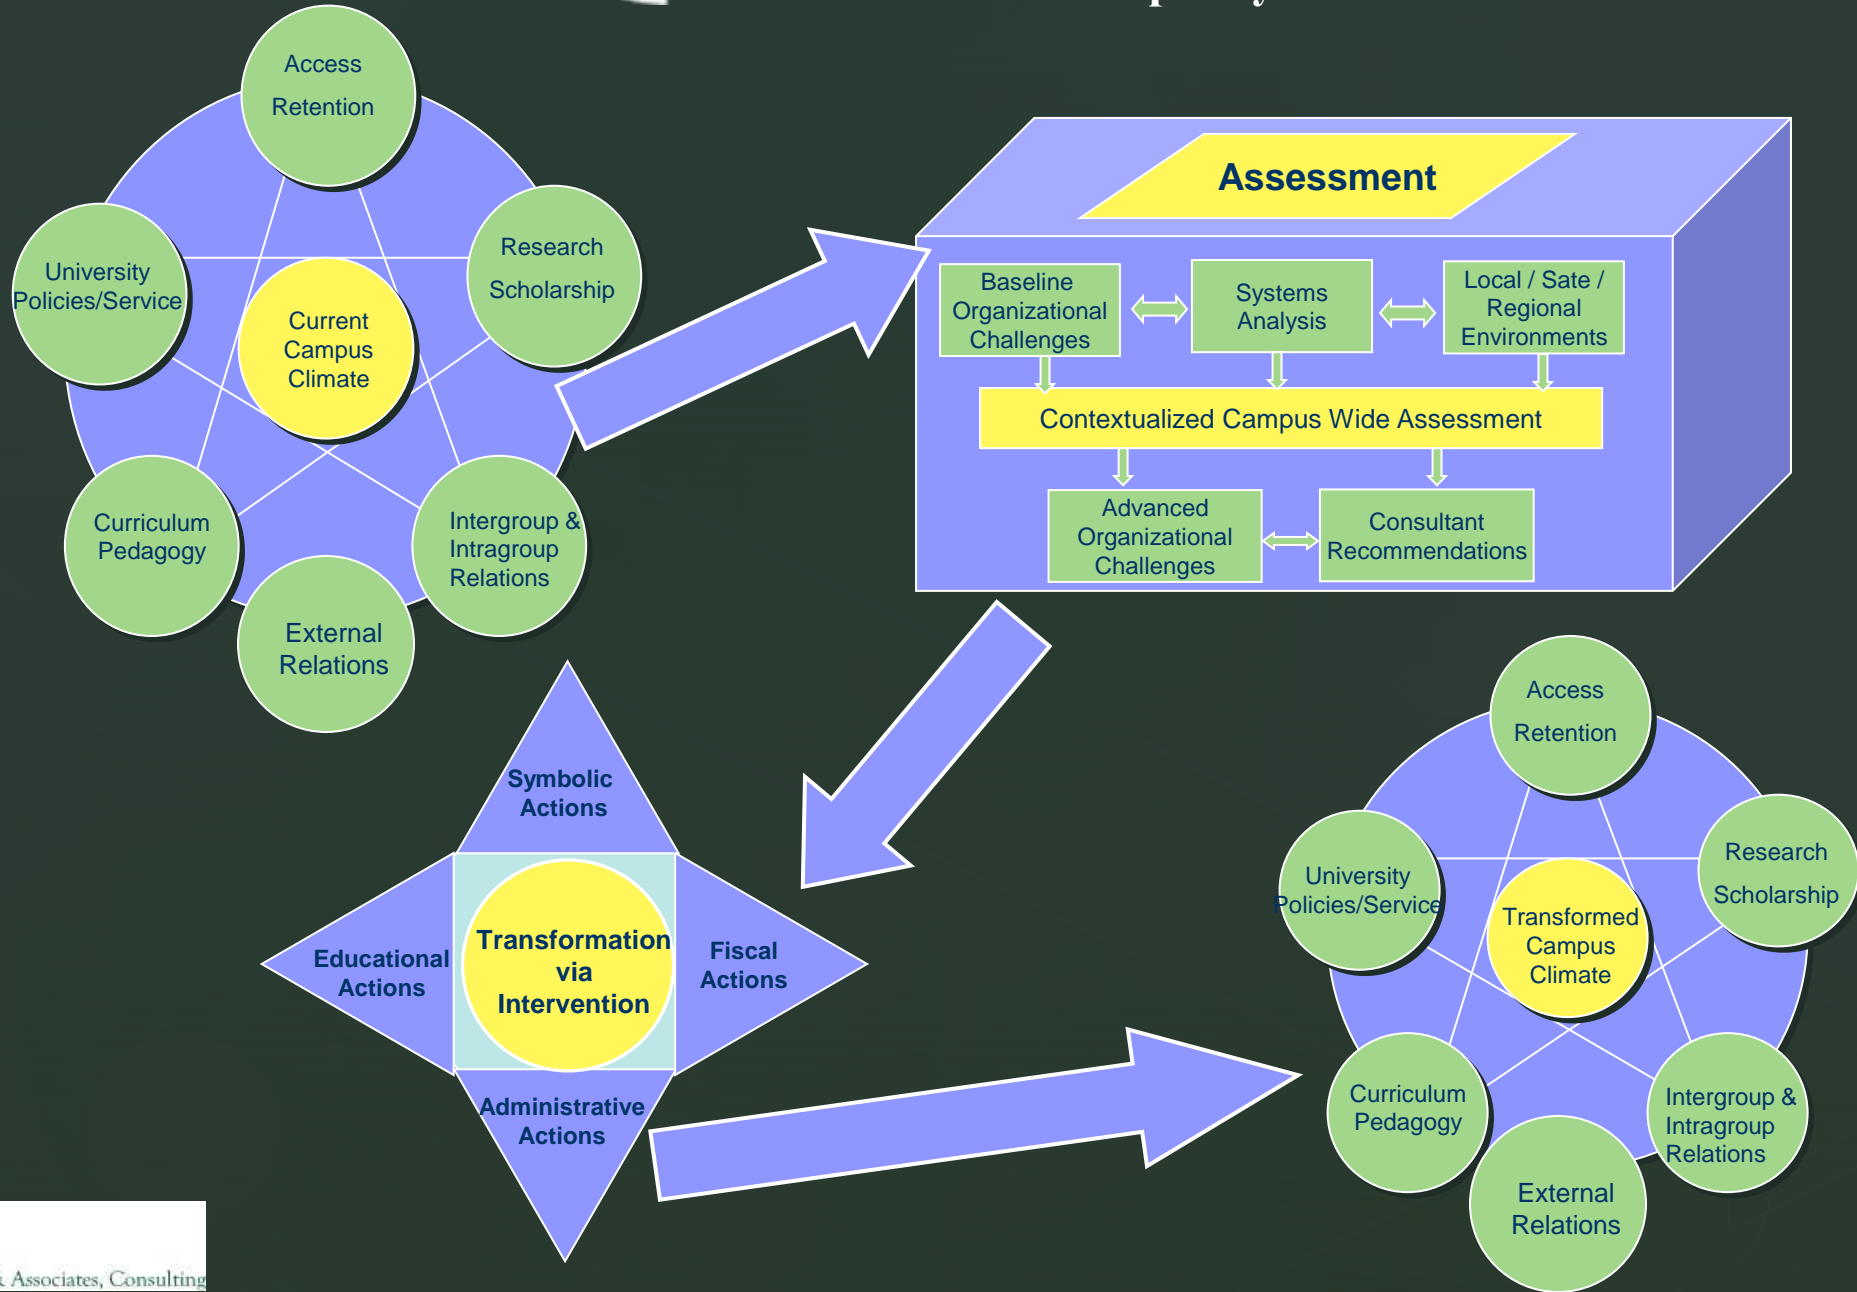 Access
Retention
University
Policies/Service
Research
Scholarship
Current
Campus
Climate
Curriculum
Pedagogy
Intergroup &
Intragroup
Relations
External
Relations
Assessment
Baseline
Organizational
Challenges
Systems
Analysis
Local / Sate /
Regional
Environments
Contextualized Campus Wide Assessment
Advanced
Organizational
Challenges
Consultant
Recommendations
Symbolic
Actions
Educational
Actions
Transformation
via
Intervention
Fiscal
Actions
Administrative
Actions
Access
Retention
University
Policies/Service
Research
Scholarship
Transformed
Campus
Climate
Curriculum
Pedagogy
Intergroup &
Intragroup
Relations
External
Relations
Associates, Consulting